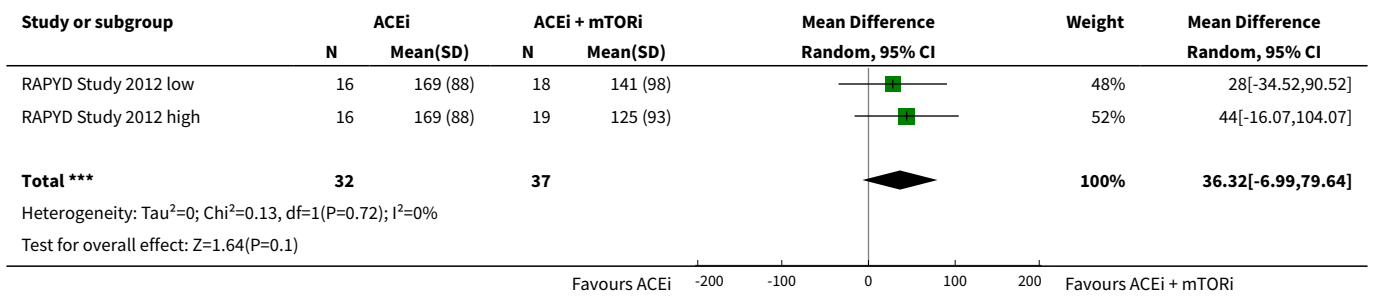 Study or subgroup ACEi ACEi + mTORi Mean Difference Weight Mean Difference
N Mean(SD) N Mean(SD) Random, 95% CI Random, 95% CI
RAPYD Study 2012 low 16 169 (88) 18 141 (98) 48% 28[-34.52,90.52]
RAPYD Study 2012 high 16 169 (88) 19 125 (93) 52% 44[-16.07,104.07]
Total *** 32 37 100% 36.32[-6.99,79.64]
Heterogeneity: Tau²=0; Chi²=0.13, df=1(P=0.72); I²=0%
Test for overall effect: Z=1.64(P=0.1)
Favours ACEi -200 -100 0 100 200 Favours ACEi + mTORi